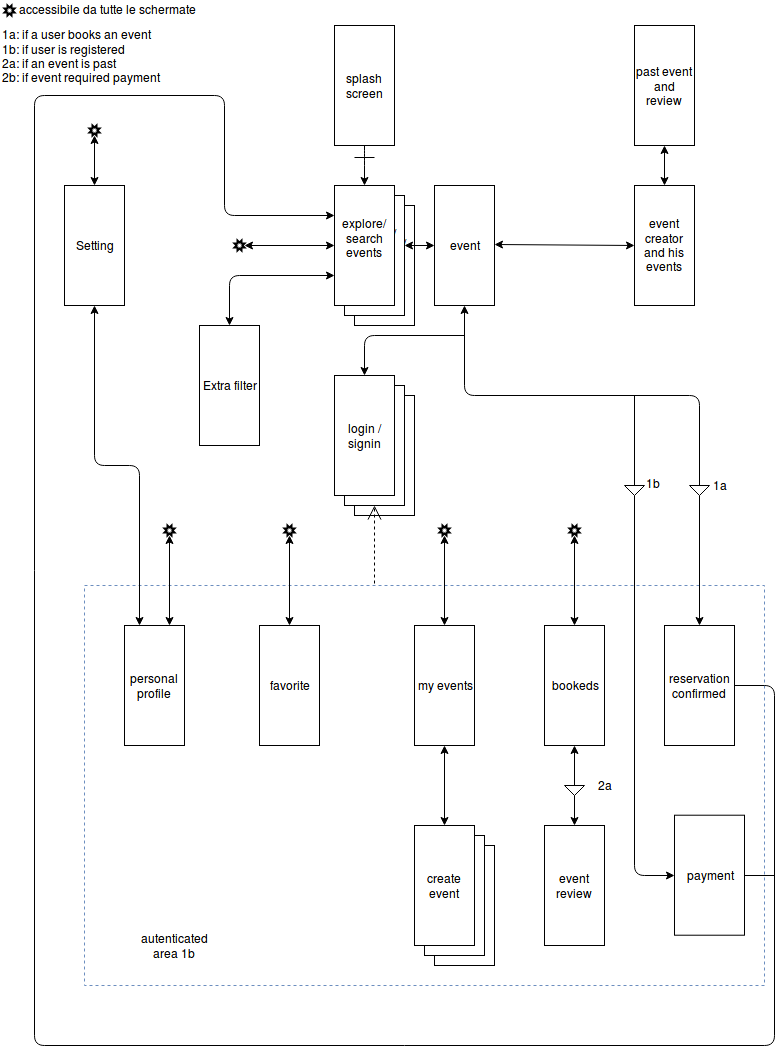 accessibile da tutte le schermate
1a: if a user books an event
1b: if user is registered
2a: if an event is past
2b: if event required payment
splash
screen
past event
and
review
Setting
explore/
search
events
event
event
creator
and his
events
Extra filter
login /
signin
1b
1a
personal
profile
favorite
my events
bookeds
reservation
confirmed
2a
create
event
event
review
payment
autenticated
area 1b